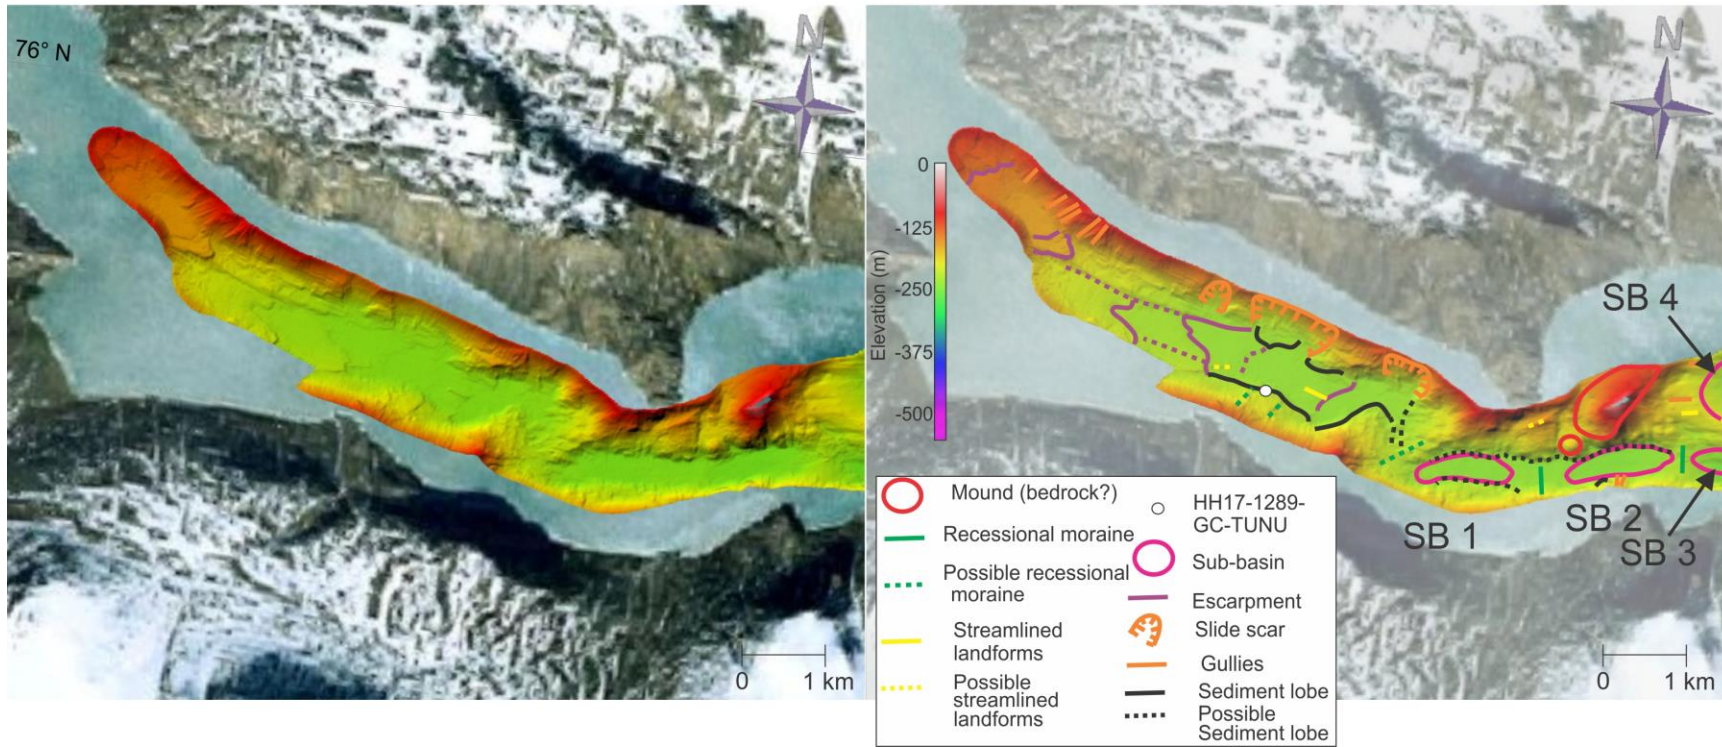 76° N
N
0 1 km
N
0
-125
-250
-375
-500
Elevation (m)
SB 4
SB 1
SB 2
SB 3
Mound (bedrock?)
Recessional moraine
Possible recessional
moraine
Streamlined
landforms
Possible
streamlined
landforms
HH17-1289-
GC-TUNU
Sub-basin
Escarpment
Slide scar
Gullies
Sediment lobe
Possible
Sediment lobe
0 1 km